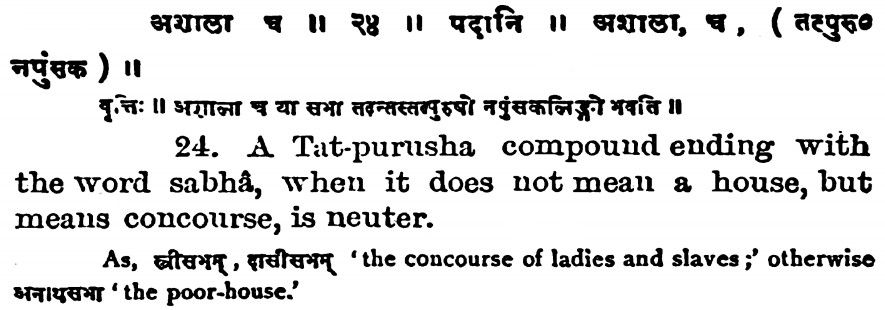 अशाला च ॥ २४ ॥ पदानि ॥ अशाला, च, ( तत्पुरुष०
नपुंसक ) ॥
वृत्तिः ॥ अशाला च या सभा तदन्तस्तत्पुरुषो नपुंसकलिङ्गो भवति ॥
24. A Tat-purusha compound ending with
the word sabhâ, when it does not mean a house, but
means concourse, is neuter.
As, स्त्रीसभम्, दासीसभम् 'the concourse of ladies and slaves;' otherwise
अनाथसभा 'the poor-house.'